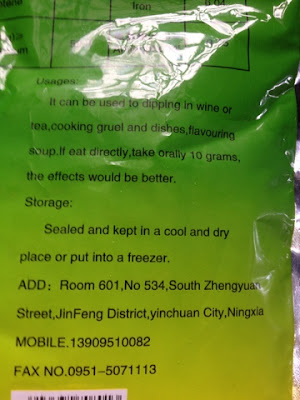 Iron
Usages:
It can be used to dipping in wine or
tea,cooking gruel and dishes,flavouring
soup.If eat directly,take orally 10 grams,
the effects would be better.
Storage:
Sealed and kept in a cool and dry
place or put into a freezer.
ADD: Room 601,No 534,South Zhengyuan
Street,JinFeng District,yinchuan City,Ningxia
MOBILE.13909510082
FAX NO.0951-5071113